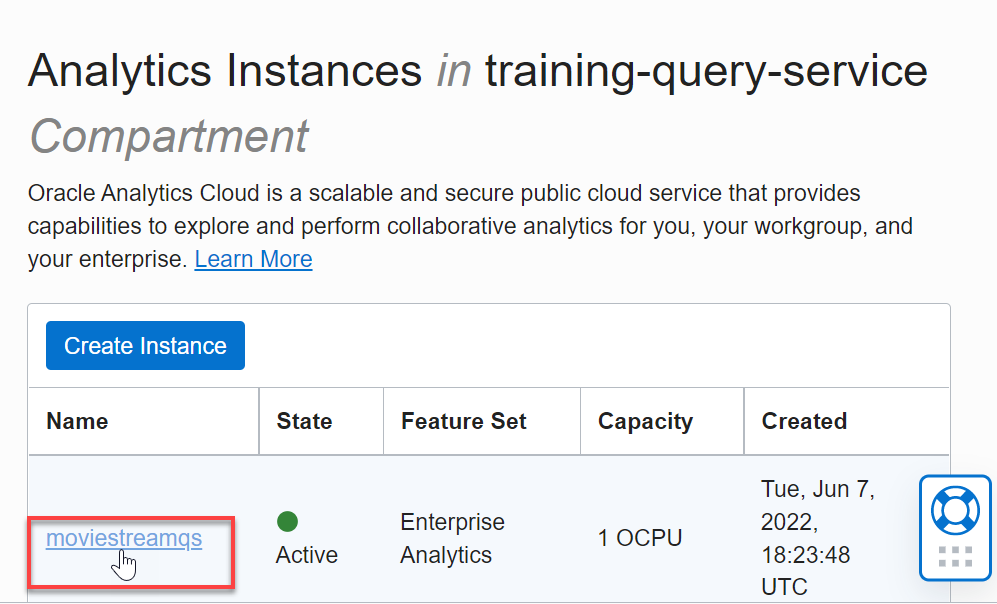 Analytics Instances in training-query-service
Compartment
Oracle Analytics Cloud is a scalable and secure public cloud service that provides
capabilities to explore and perform collaborative analytics for you, your workgroup, and
your enterprise. Learn More
Create Instance
Name State Feature Set Capacity Created
moviestreamqs
Active
Enterprise
Analytics
1 OCPU
Tue, Jun 7,
2022,
18:23:48
UTC